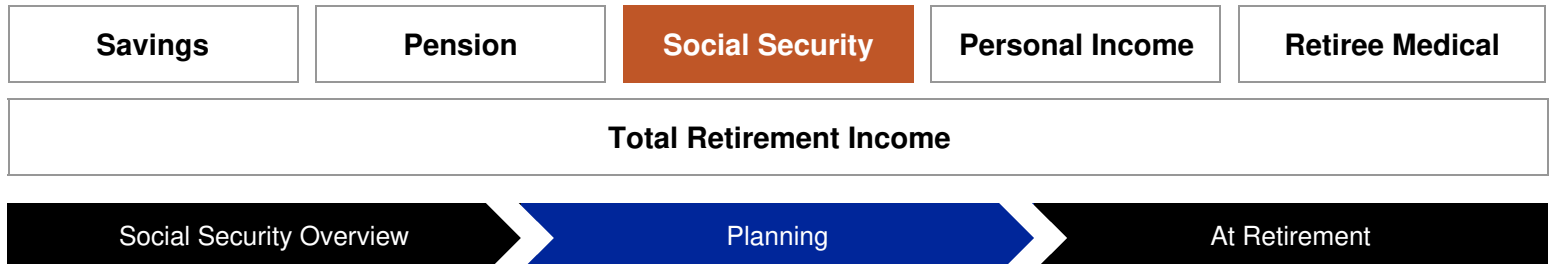 Savings
Pension
Social Security
Personal Income
Retiree Medical
Total Retirement Income
Social Security Overview
Planning
At Retirement